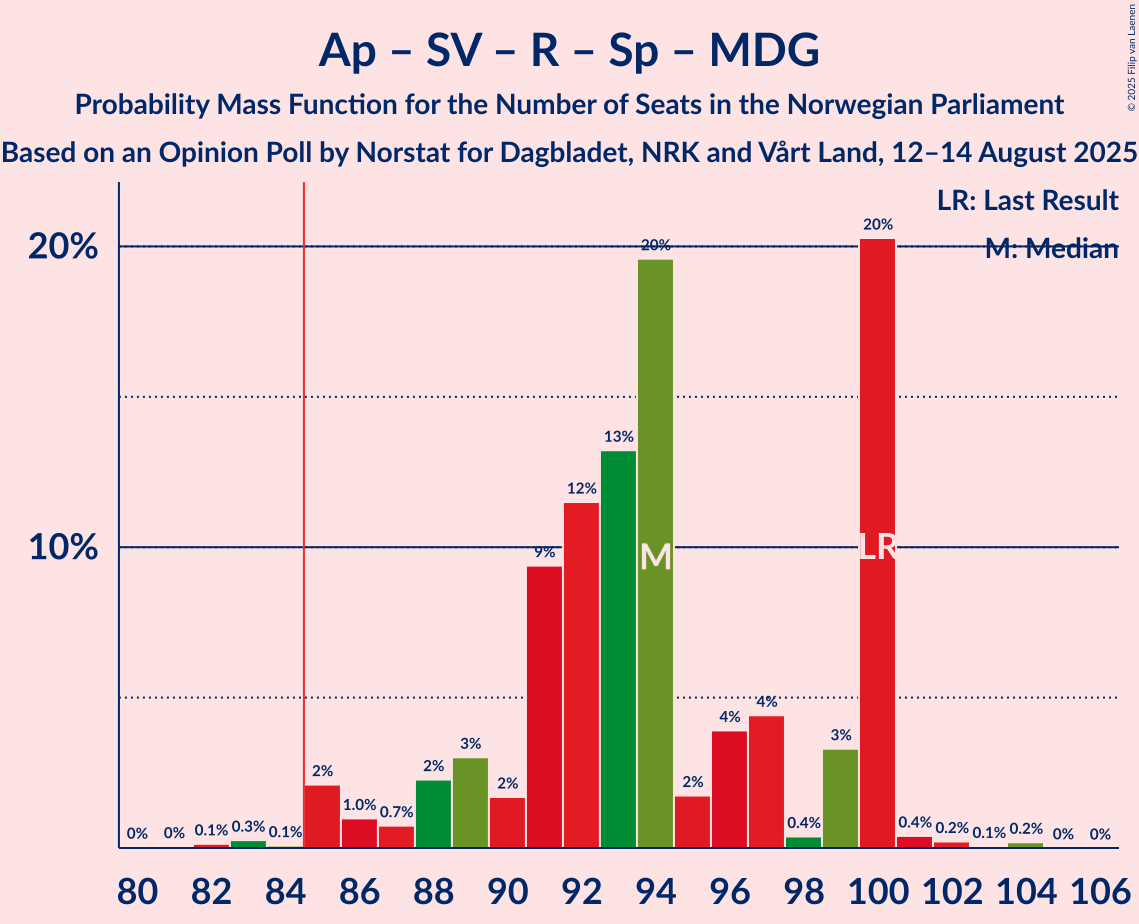 Ap – SV – R – Sp – MDG
Probability Mass Function for the Number of Seats in the Norwegian Parliament
Based on an Opinion Poll by Norstat for Dagbladet, NRK and Vårt Land, 12–14 August 2025
© 2025 Filip van Laenen
LR: Last Result
M: Median
20%
10%
0% 0% 0.1% 0.3% 0.1% 2% 1.0% 0.7% 2% 3% 2% 9% 12% 13% 20% 2% 4% 4% 0.4% 3% 20% 0.4% 0.2% 0.1% 0.2% 0% 0%
M
LR
80 82 84 86 88 90 92 94 96 98 100 102 104 106